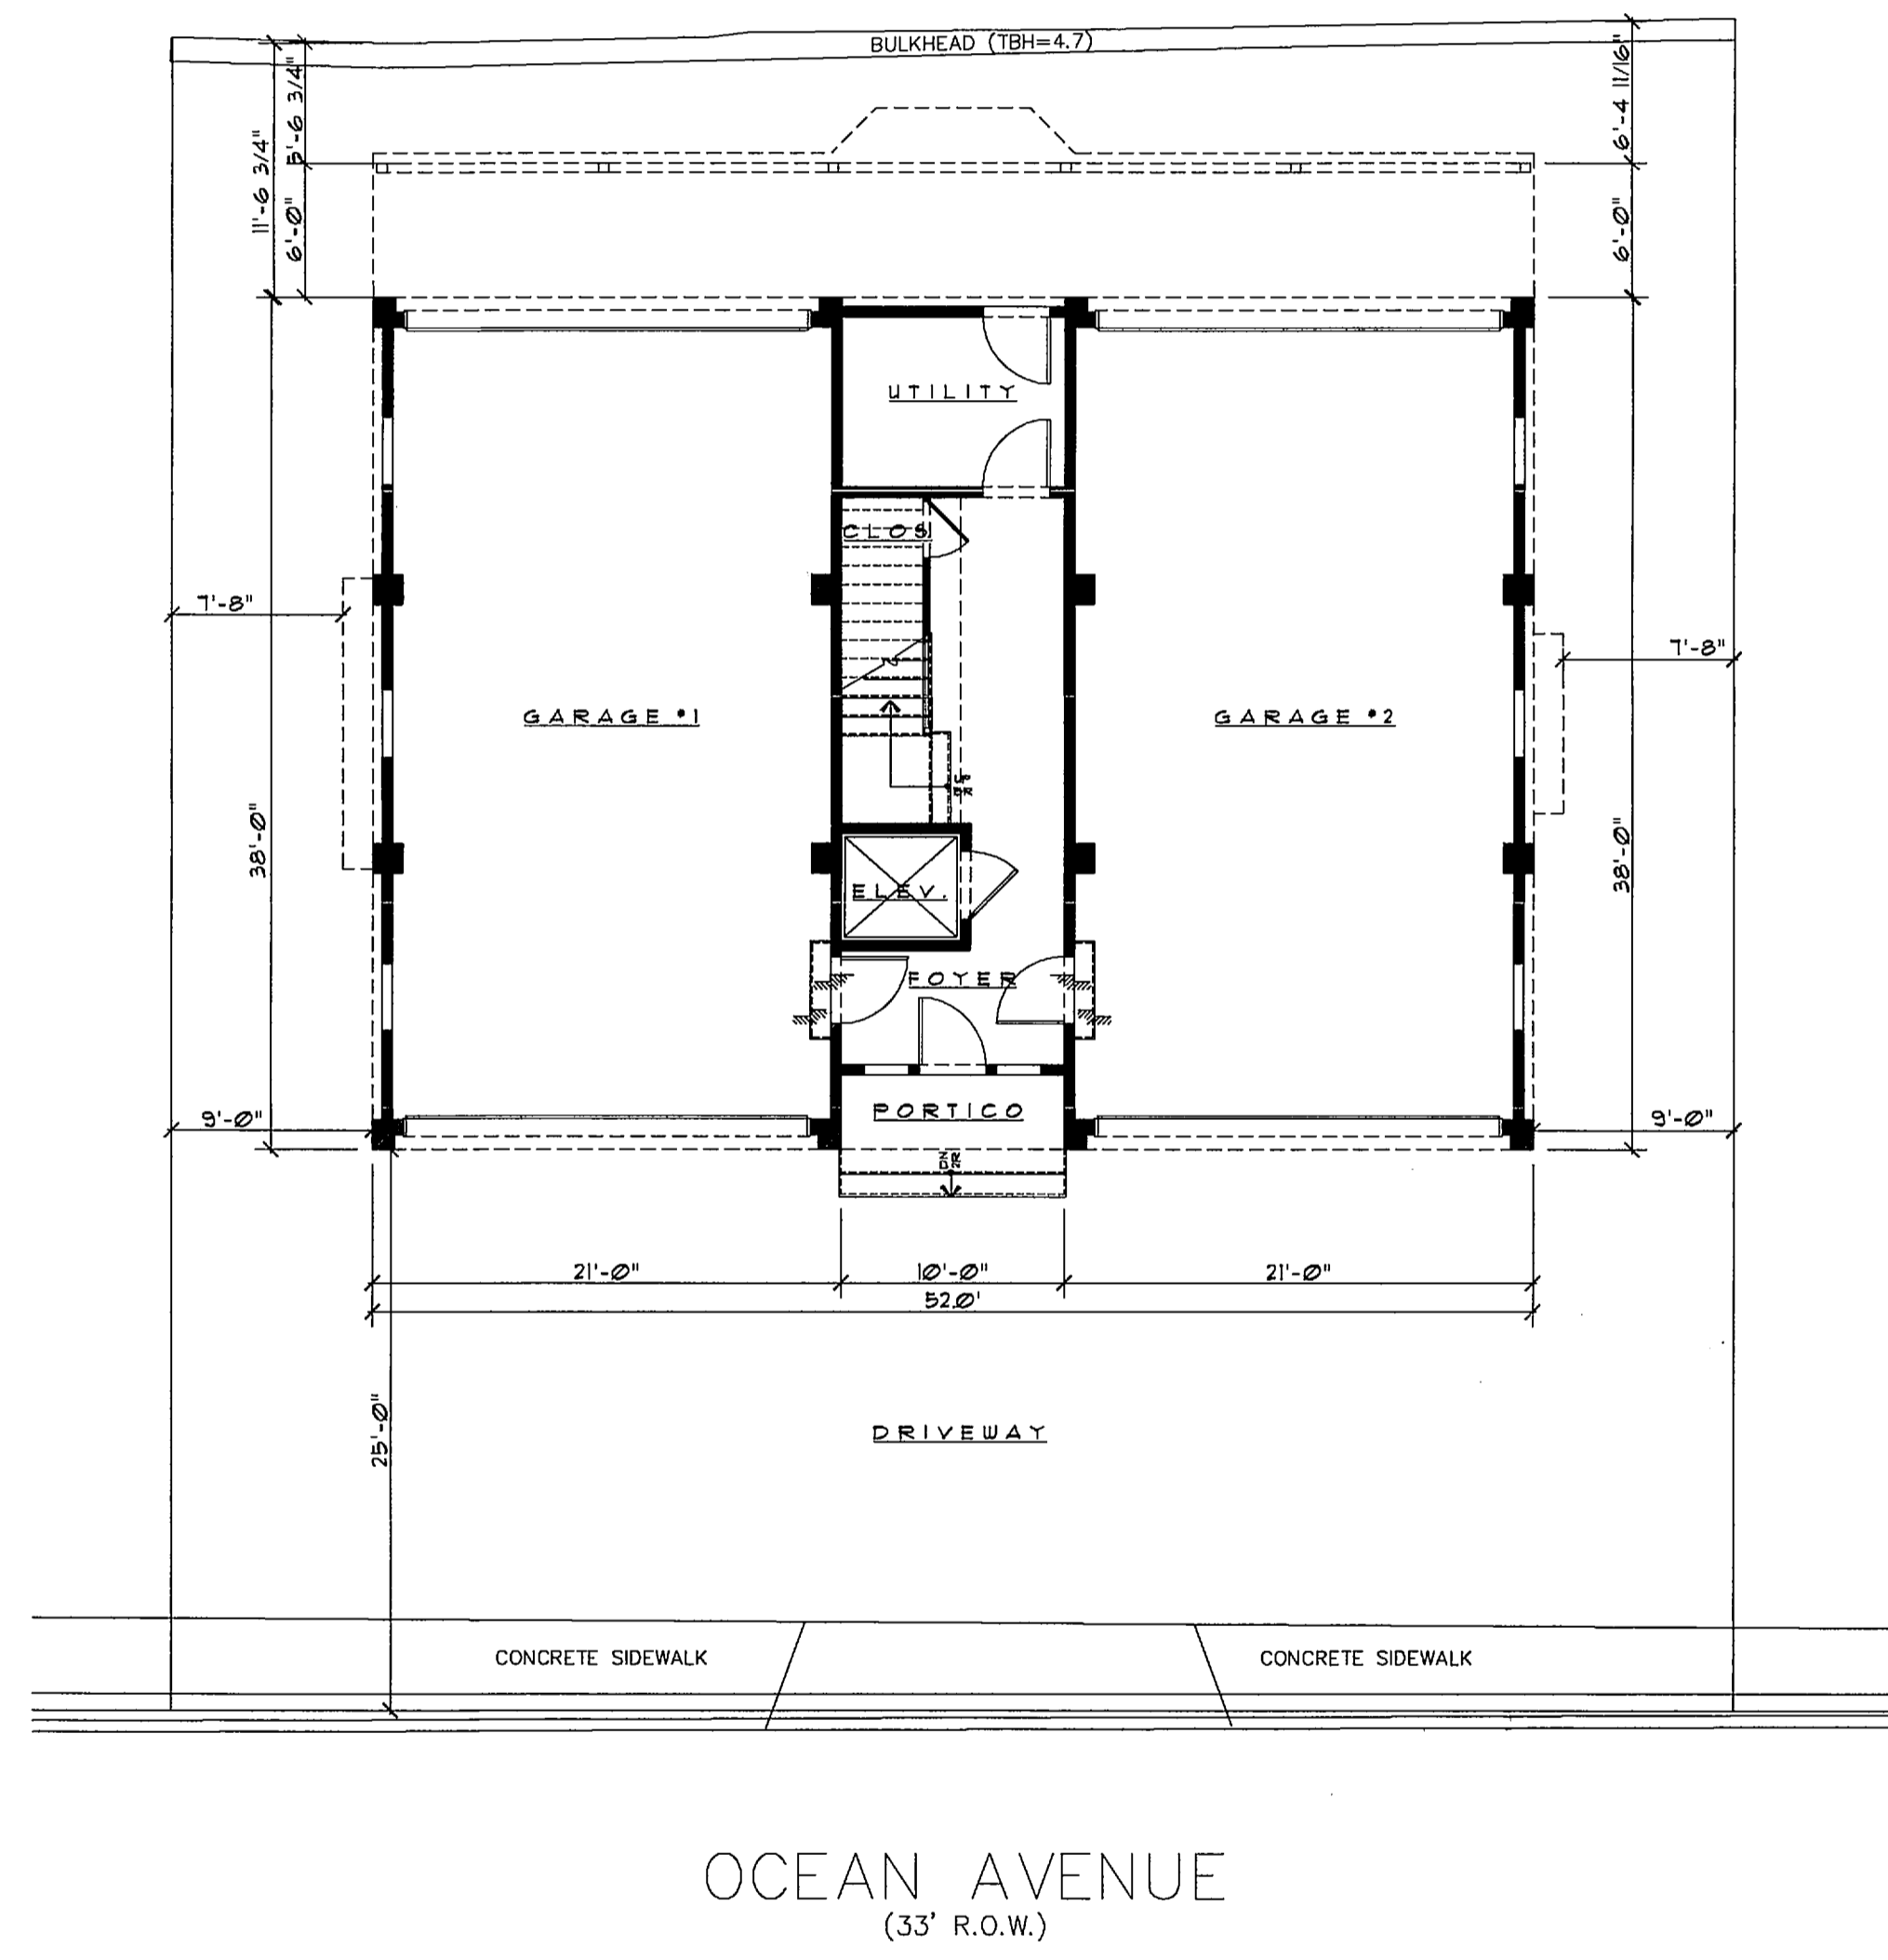 BULKHEAD (TBH=4.7)
11'-6 3/4"
5'-6 3/4"
6'-0"
6'-4 11/16"
6'-0"
UTILITY
CLOS.
7'-8"
7'-8"
GARAGE #1
GARAGE #2
UP
38'-0"
38'-0"
ELEV.
FOYER
9'-0"
PORTICO
9'-0"
DN
2R
21'-0"
10'-0"
21'-0"
52.0'
25'-0"
DRIVEWAY
CONCRETE SIDEWALK
CONCRETE SIDEWALK
OCEAN AVENUE
(33' R.O.W.)